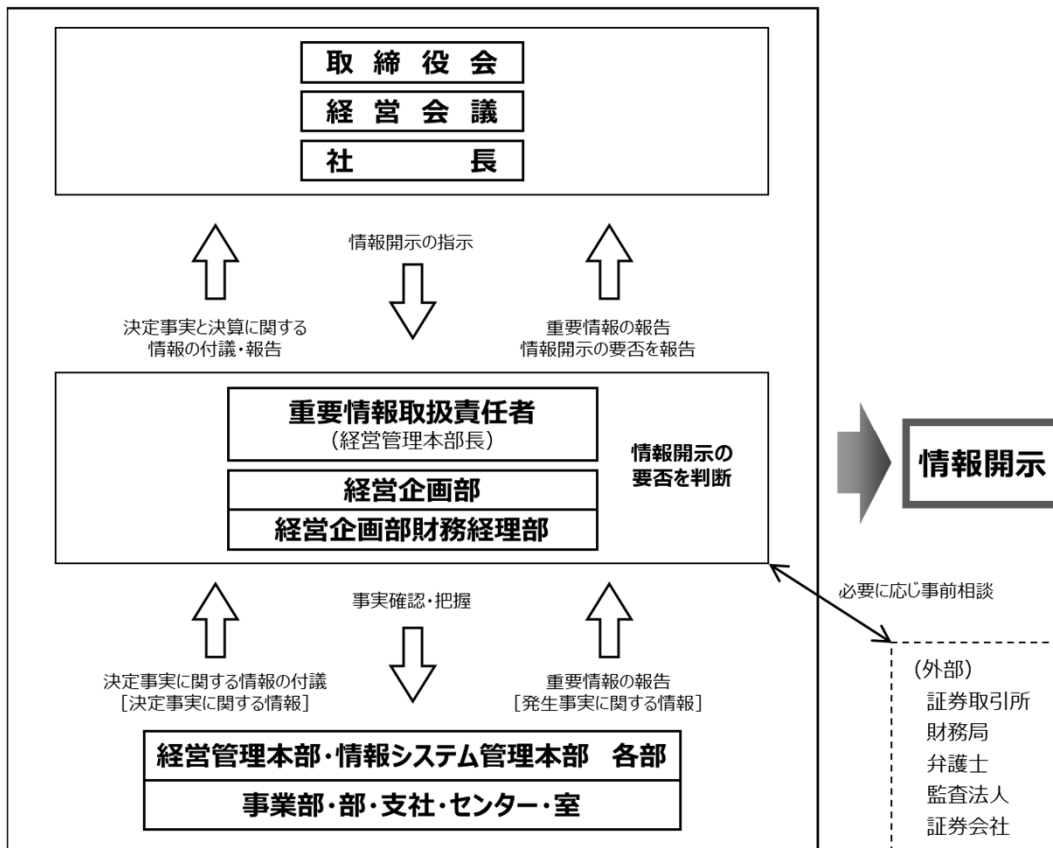 取締役会
経営会議
社長
情報開示の指示
決定事実と決算に関する
情報の付議・報告
重要情報の報告
情報開示の要否を報告
重要情報取扱責任者
（経営管理本部長）
経営企画部
経営企画部財務経理部
情報開示の
要否を判断
情報開示
事実確認・把握
必要に応じ事前相談
決定事実に関する情報の付議
［決定事実に関する情報］
重要情報の報告
［発生事実に関する情報］
経営管理本部・情報システム管理本部　各部
事業部・部・支社・センター・室
（外部）
証券取引所
財務局
弁護士
監査法人
証券会社